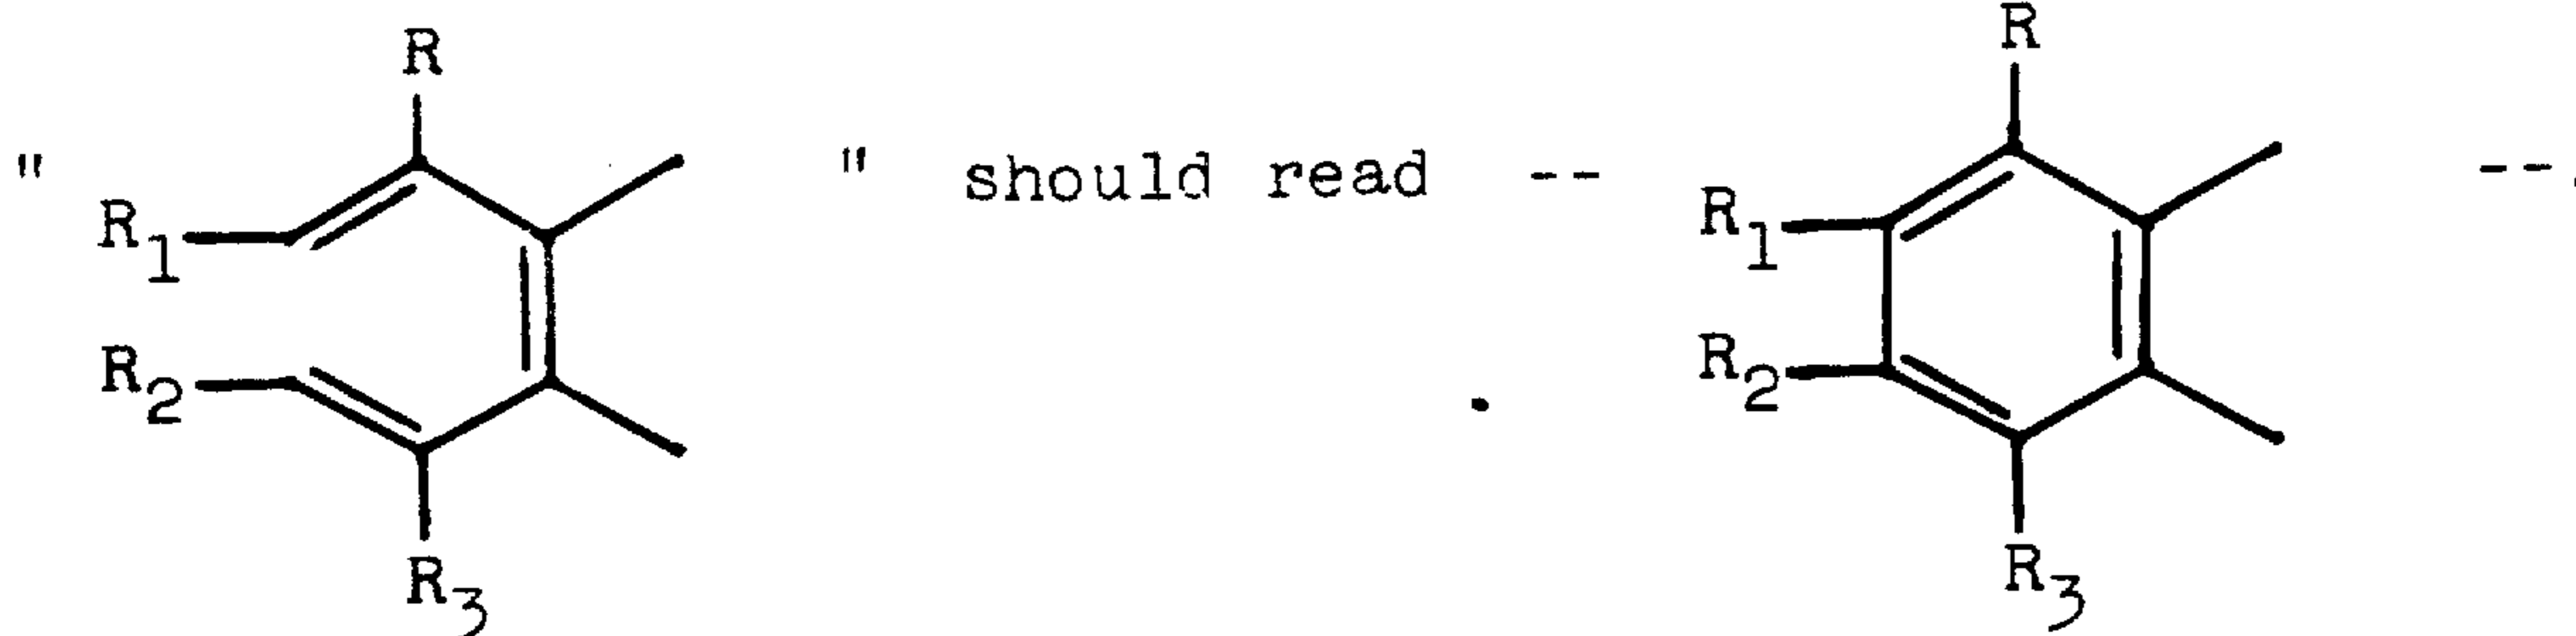 R R
" " should read -- --.
R1 R1
R2 R2
R3 R3